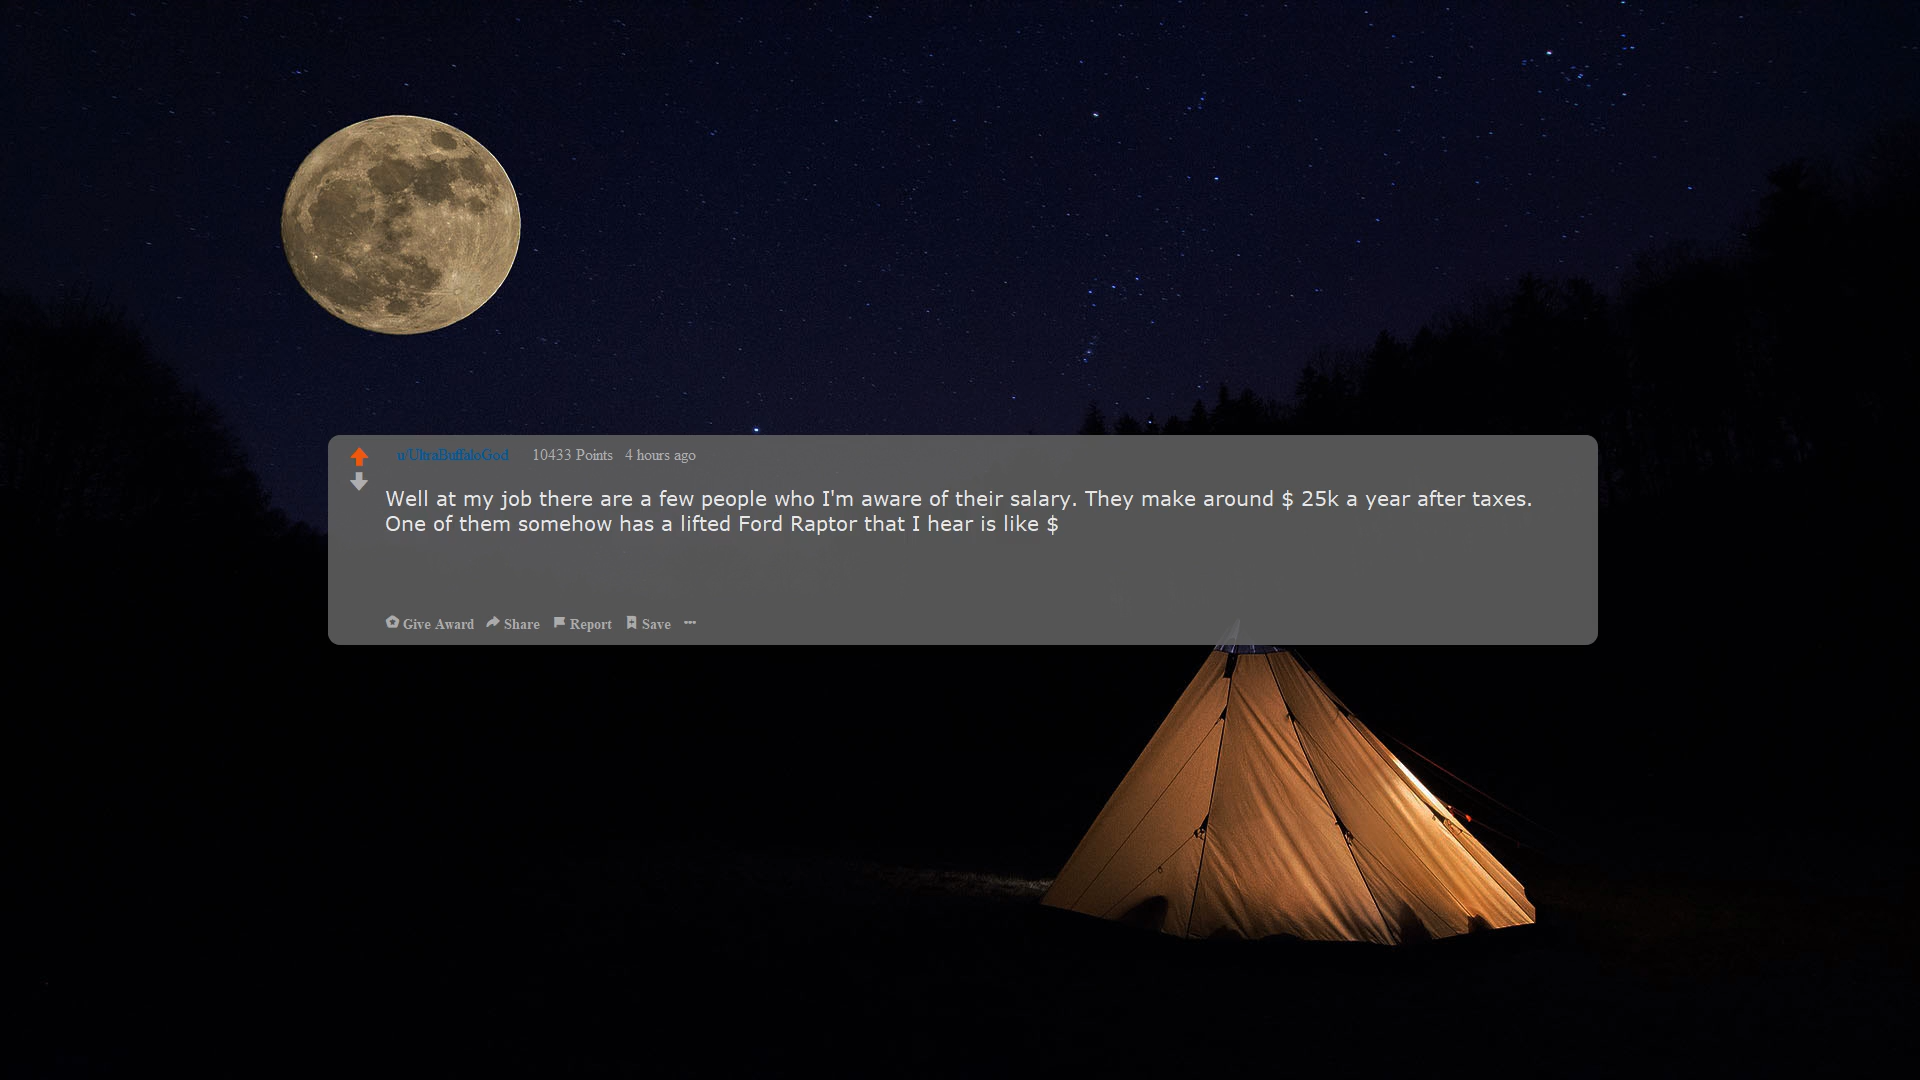 u/UltraBuffaloGod 10433 Points 4 hours ago
Well at my job there are a few people who I'm aware of their salary. They make around $ 25k a year after taxes.
One of them somehow has a lifted Ford Raptor that I hear is like $
Give Award Share Report Save